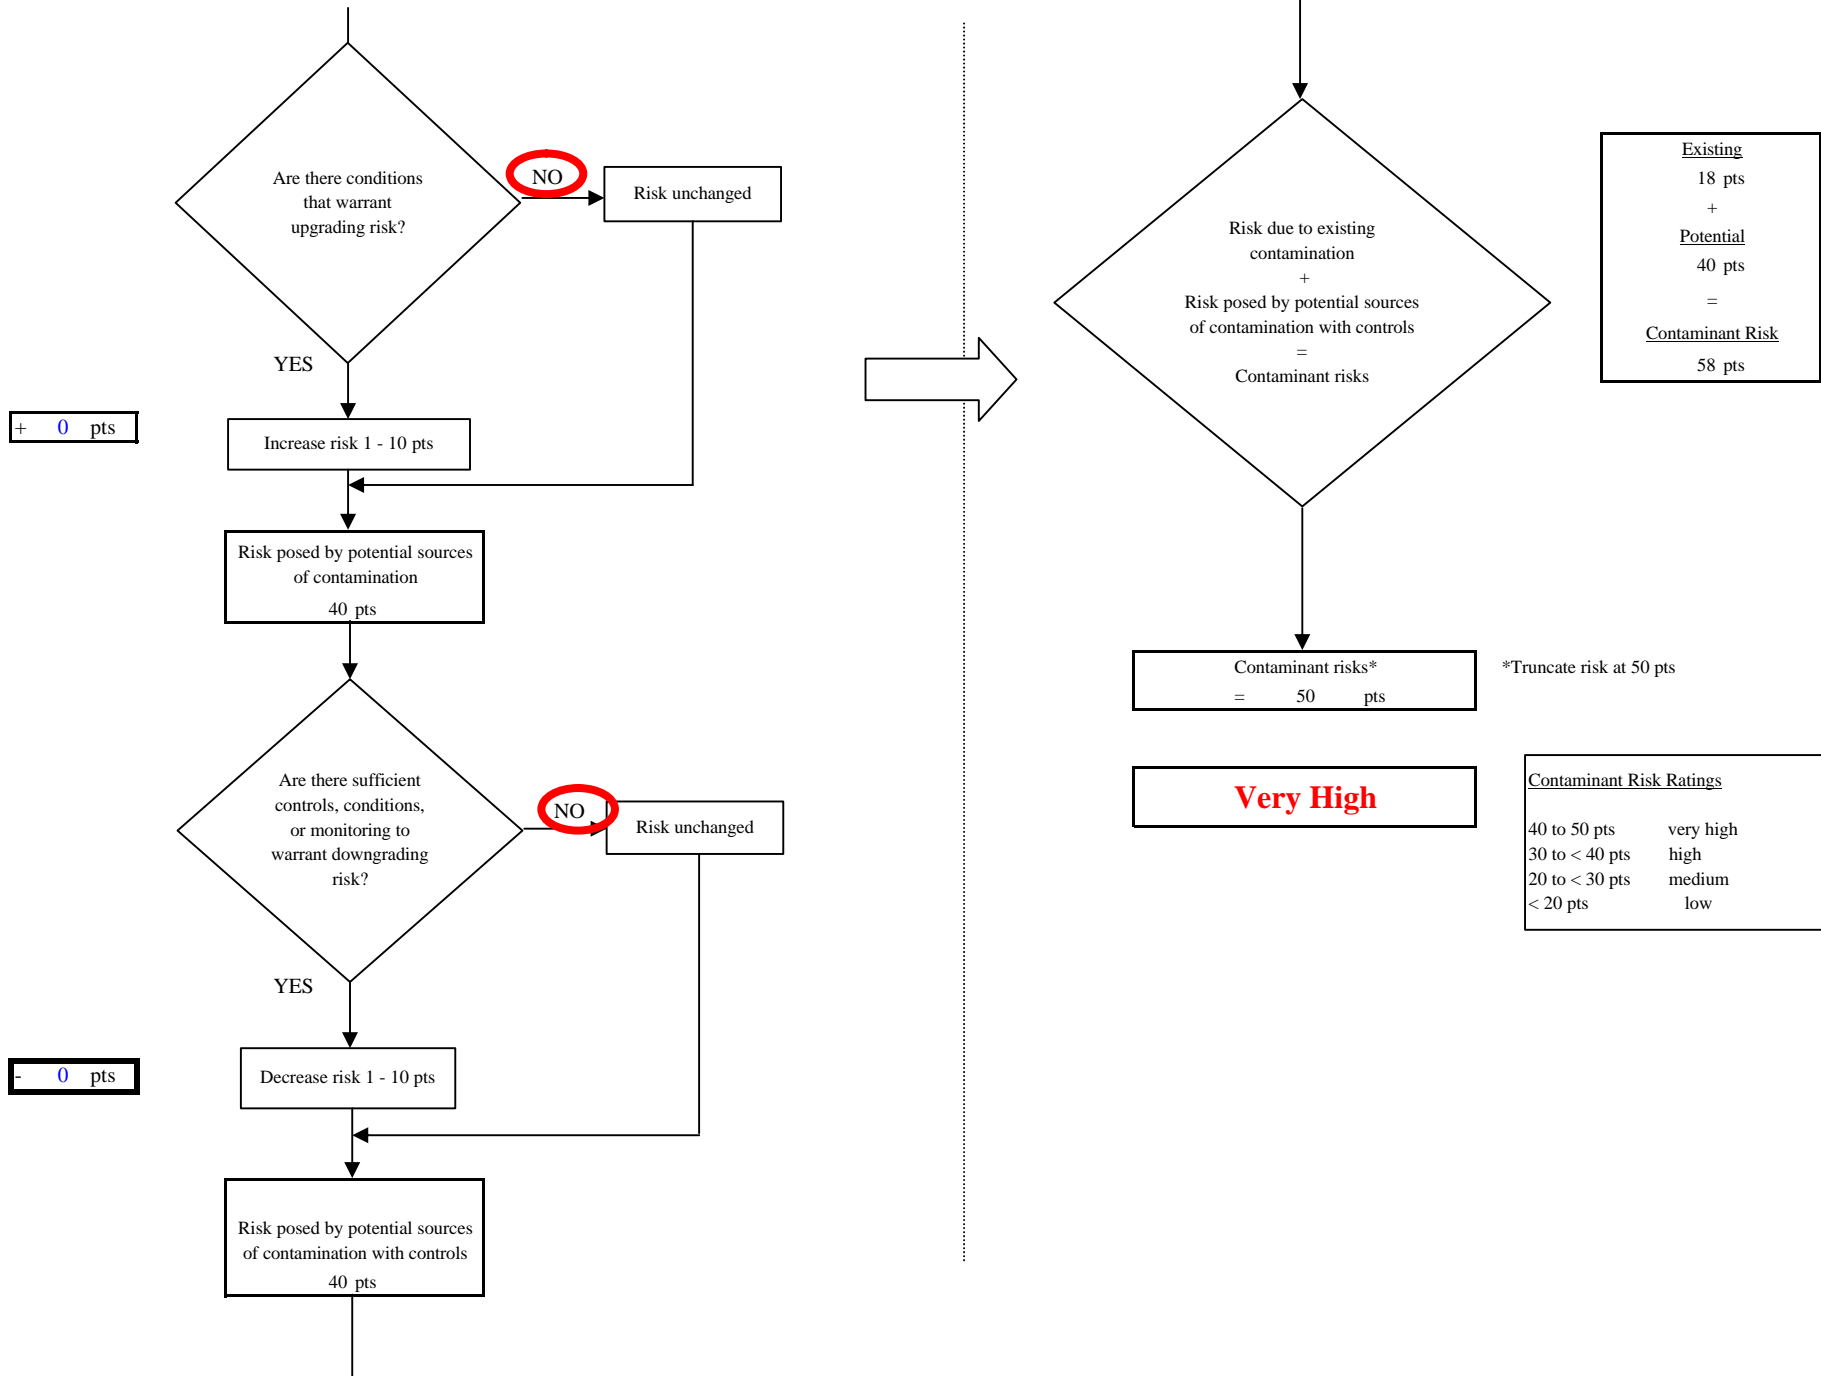 Are there conditions
that warrant
upgrading risk?
NO
Risk unchanged
YES
+ 0 pts
Increase risk 1 - 10 pts
Risk posed by potential sources
of contamination
40 pts
Are there sufficient
controls, conditions,
or monitoring to
warrant downgrading
risk?
NO
Risk unchanged
YES
- 0 pts
Decrease risk 1 - 10 pts
Risk posed by potential sources
of contamination with controls
40 pts
Risk due to existing
contamination
+
Risk posed by potential sources
of contamination with controls
=
Contaminant risks
Existing
18 pts
+
Potential
40 pts
=
Contaminant Risk
58 pts
Contaminant risks*
= 50 pts
*Truncate risk at 50 pts
Very High
Contaminant Risk Ratings
40 to 50 pts very high
30 to < 40 pts high
20 to < 30 pts medium
< 20 pts low